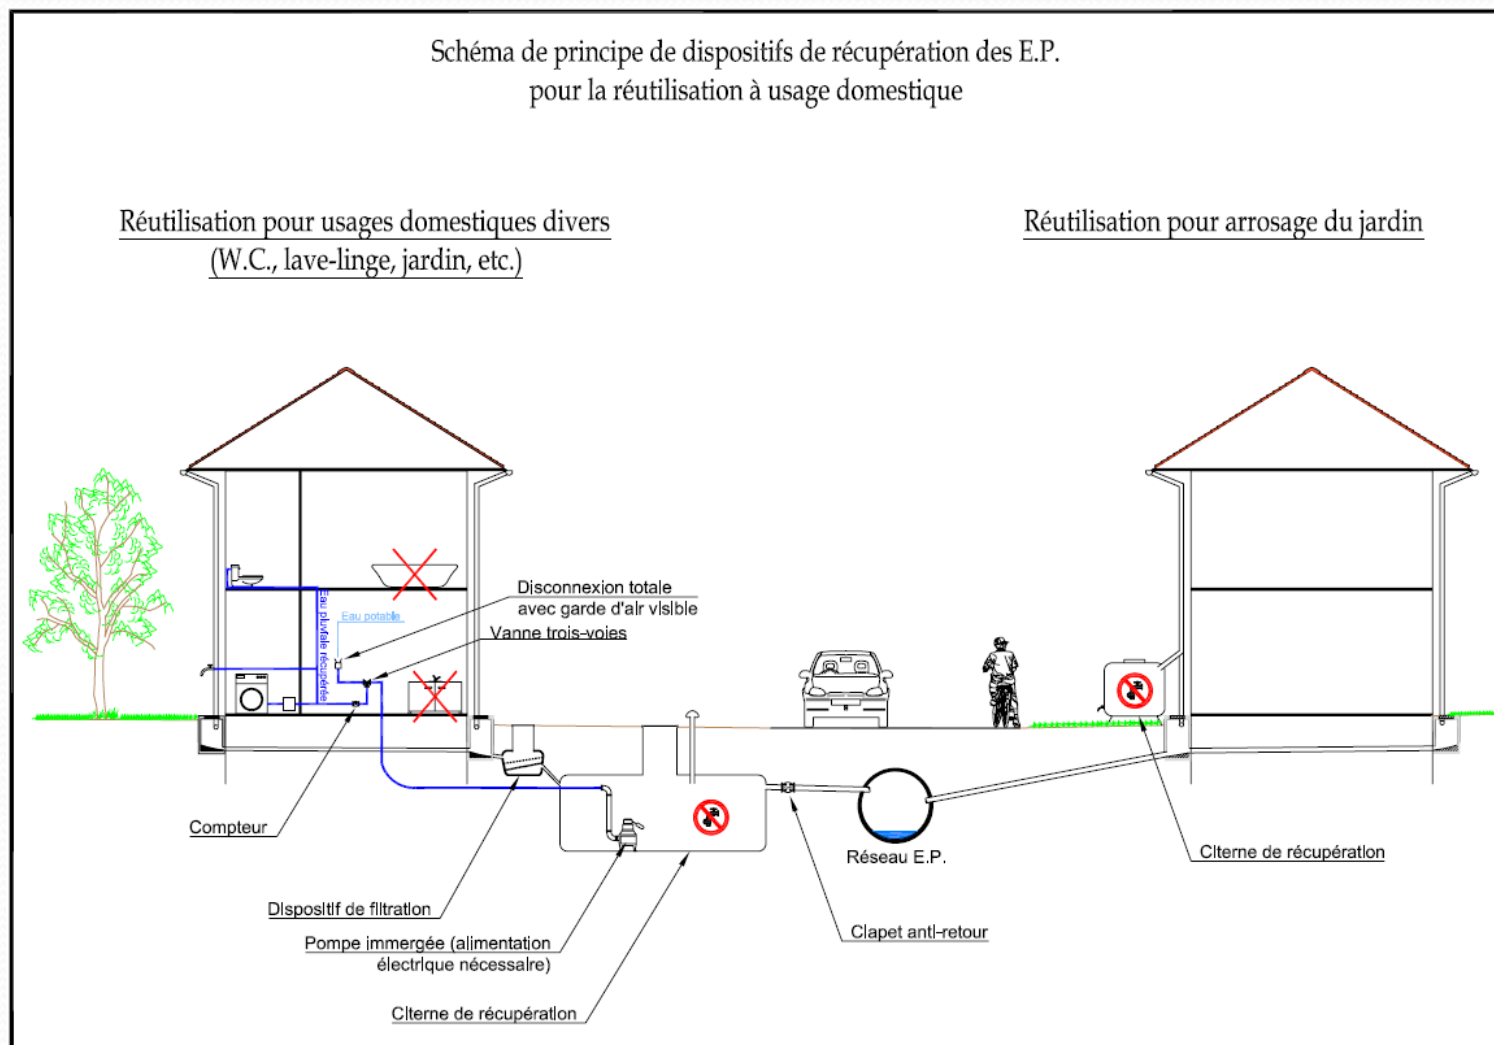 Schéma de principe de dispositifs de récupération des E.P.
pour la réutilisation à usage domestique
Réutilisation pour usages domestiques divers
(W.C., lave-linge, jardin, etc.)
Réutilisation pour arrosage du jardin
Disconnexion totale
avec garde d'air visible
Vanne trois-voies
Eau potable
Eau pluviale récupérée
Compteur
Réseau E.P.
Citerne de récupération
Dispositif de filtration
Clapet anti-retour
Pompe immergée (alimentation
électrique nécessaire)
Citerne de récupération